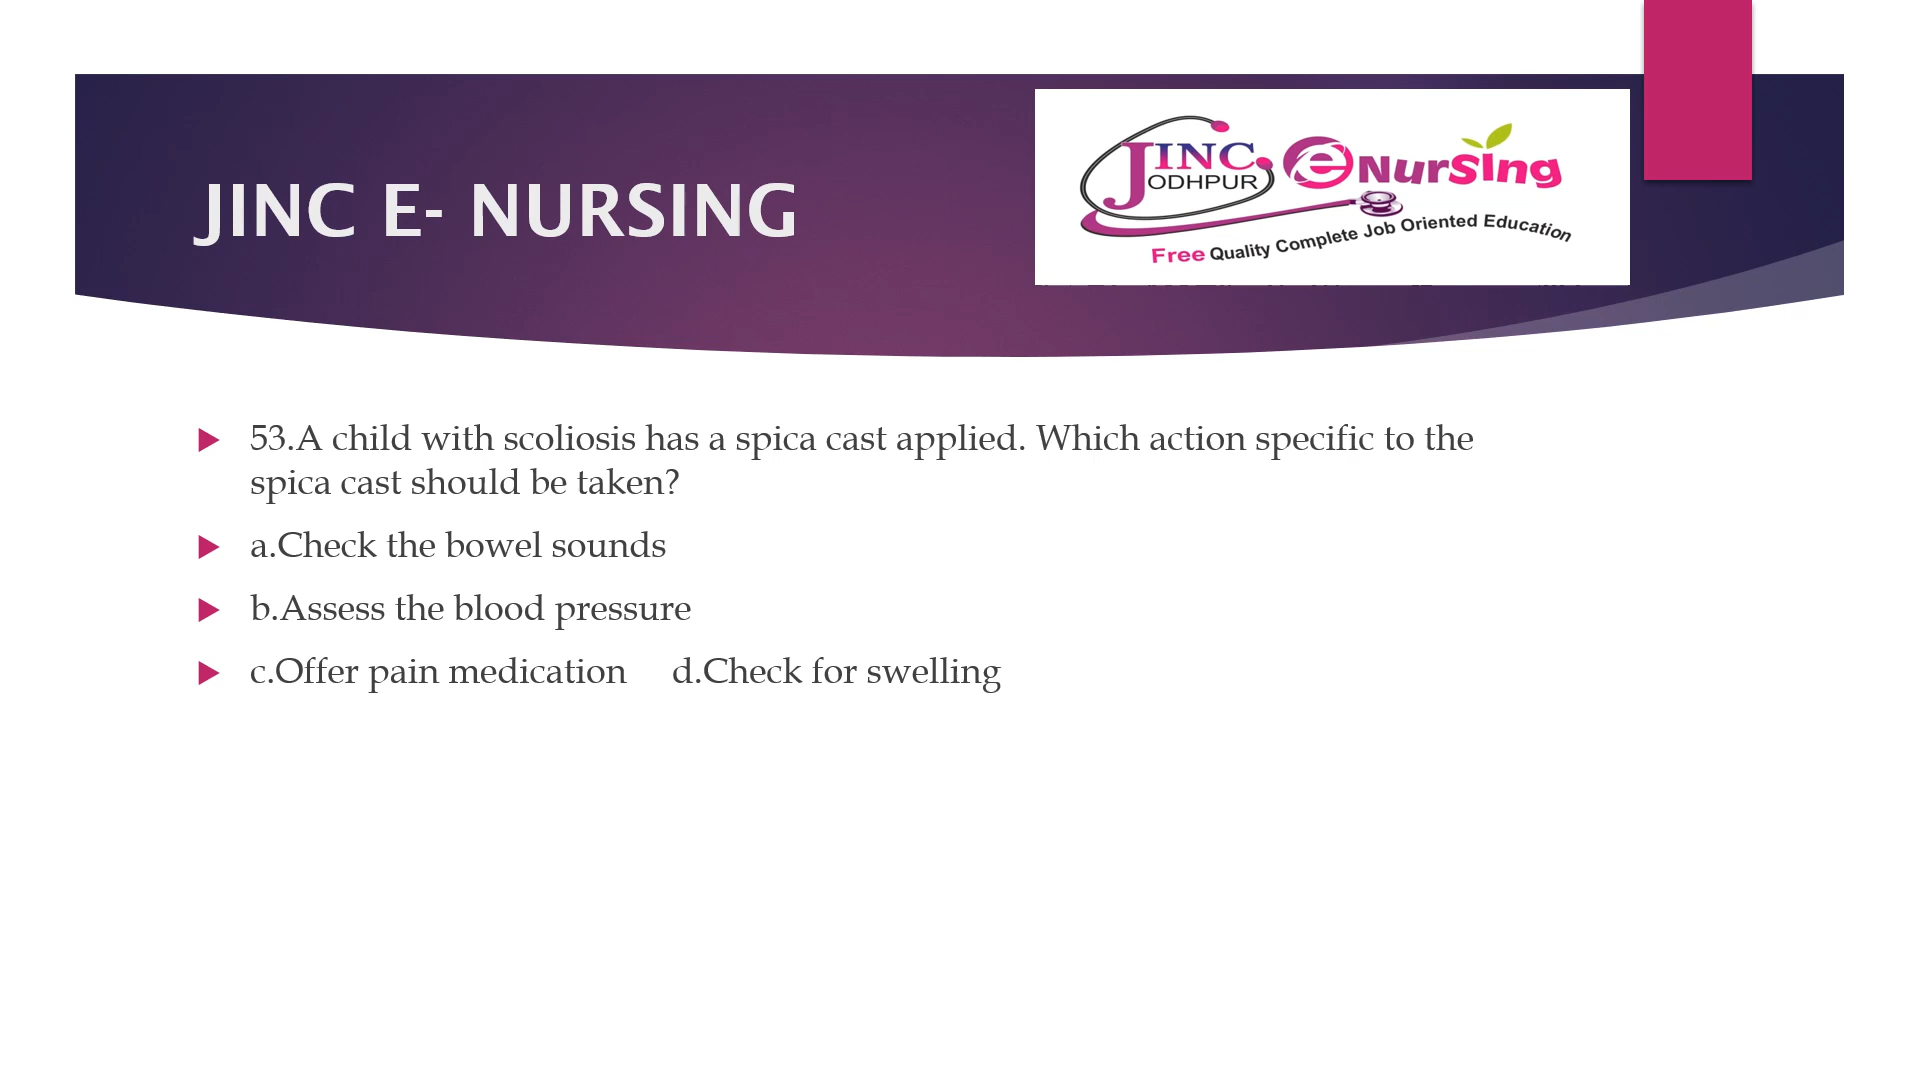 JINC E- NURSING
JINC
ODHPUR
e NurSIng
Free Quality Complete Job Oriented Education
53.A child with scoliosis has a spica cast applied. Which action specific to the
spica cast should be taken?
a.Check the bowel sounds
b.Assess the blood pressure
c.Offer pain medication d.Check for swelling